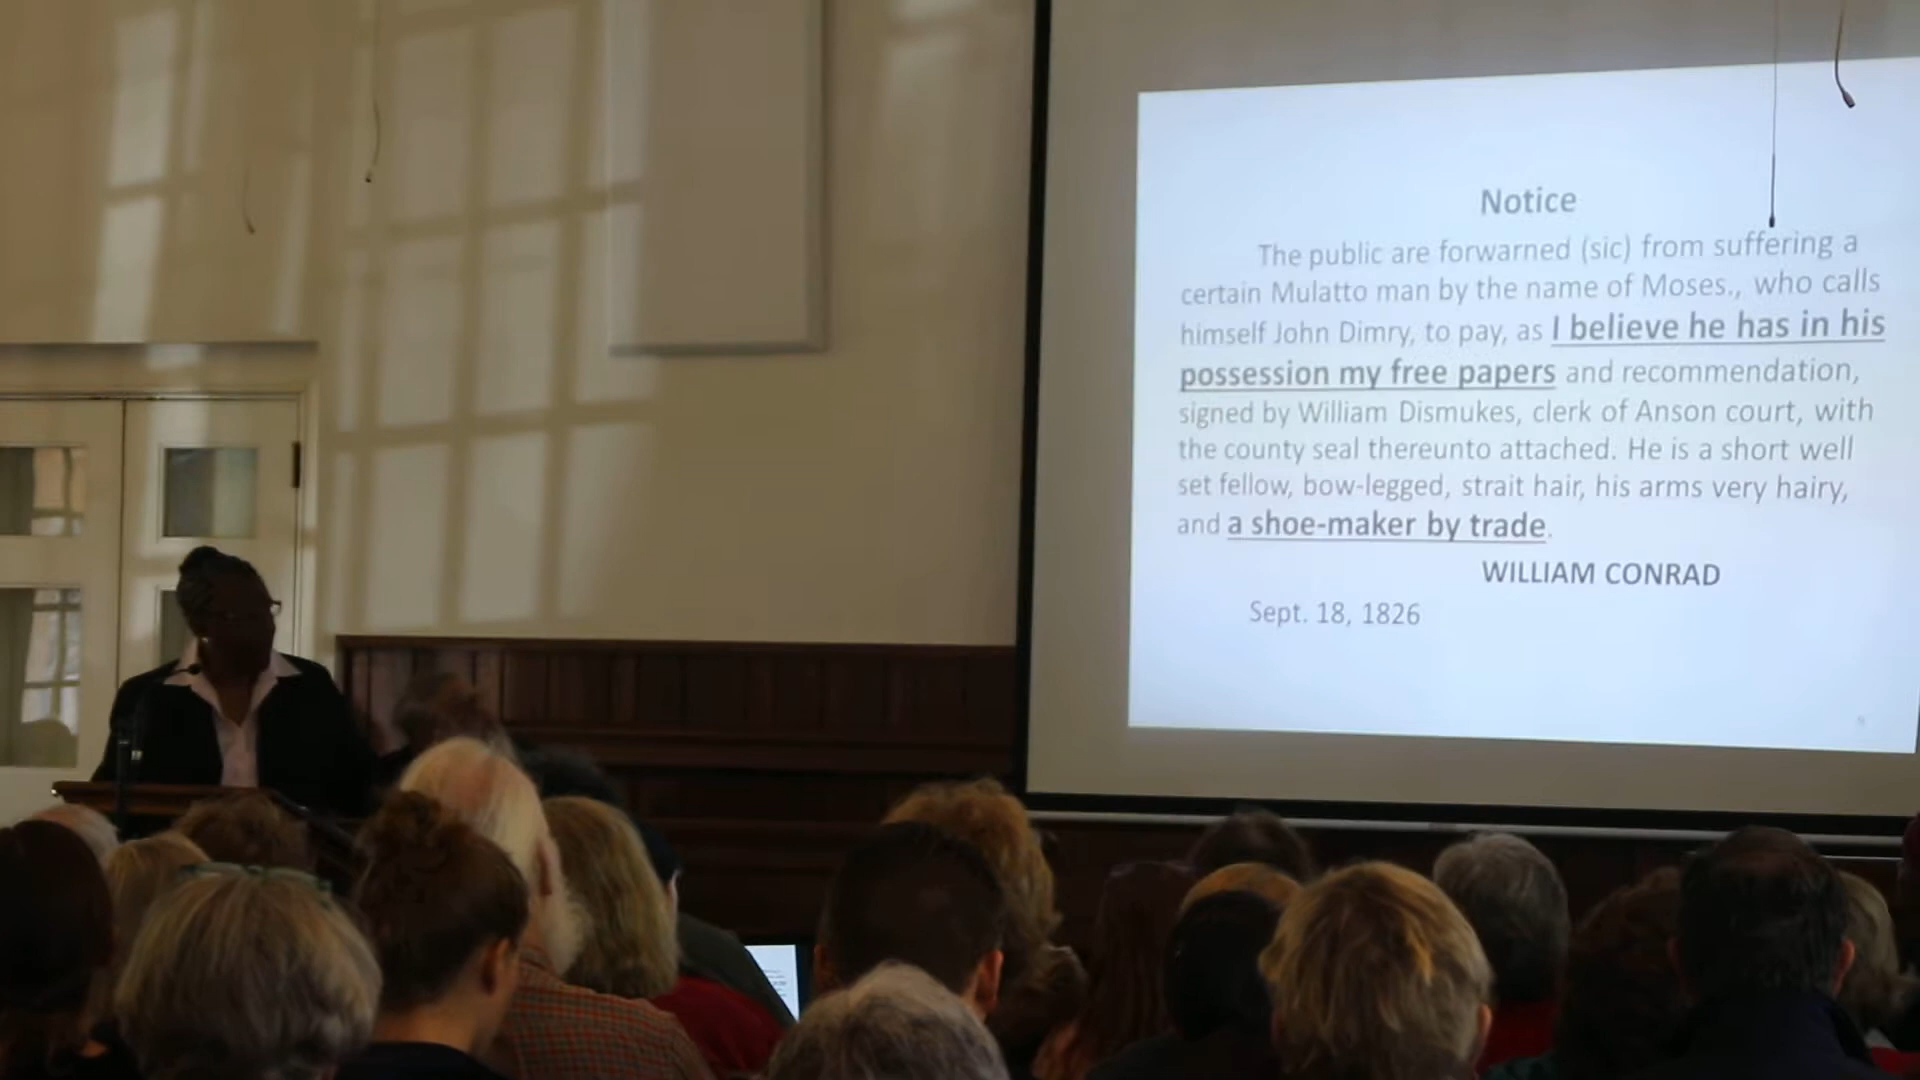 Notice
The public are forwarned (sic) from suffering a
certain Mulatto man by the name of Moses., who calls
himself John Dimry, to pay, as I believe he has in his
possession my free papers and recommendation,
signed by William Dismukes, clerk of Anson court, with
the county seal thereunto attached. He is a short well
set fellow, bow-legged, strait hair, his arms very hairy,
and a shoe-maker by trade.
WILLIAM CONRAD
Sept. 18, 1826